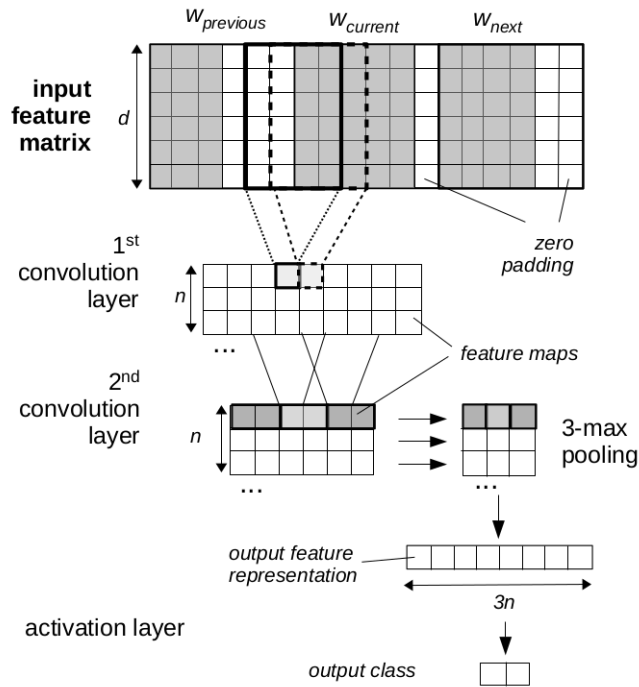 w_previous w_current w_next
input
feature
matrix
d
zero
padding
1st
convolution
layer
n
...
feature maps
2nd
convolution
layer
n
...
3-max
pooling
...
output feature
representation
3n
activation layer
output class